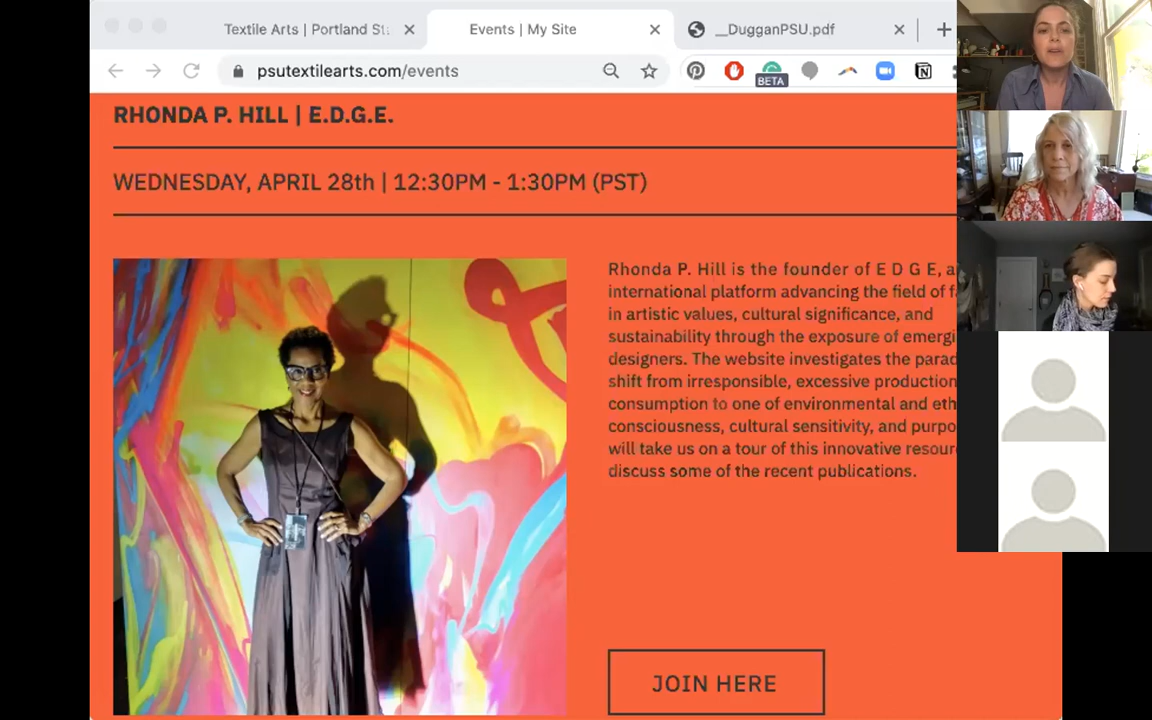 Textile Arts | Portland St
Events | My Site
__DugganPSU.pdf
psutextilearts.com/events
BETA
RHONDA P. HILL | E.D.G.E.
WEDNESDAY, APRIL 28th | 12:30PM - 1:30PM (PST)
Rhonda P. Hill is the founder of E D G E, a
international platform advancing the field of f
in artistic values, cultural significance, and
sustainability through the exposure of emergi
designers. The website investigates the parad
shift from irresponsible, excessive production
consumption to one of environmental and eth
consciousness, cultural sensitivity, and purpo
will take us on a tour of this innovative resour
discuss some of the recent publications.
JOIN HERE